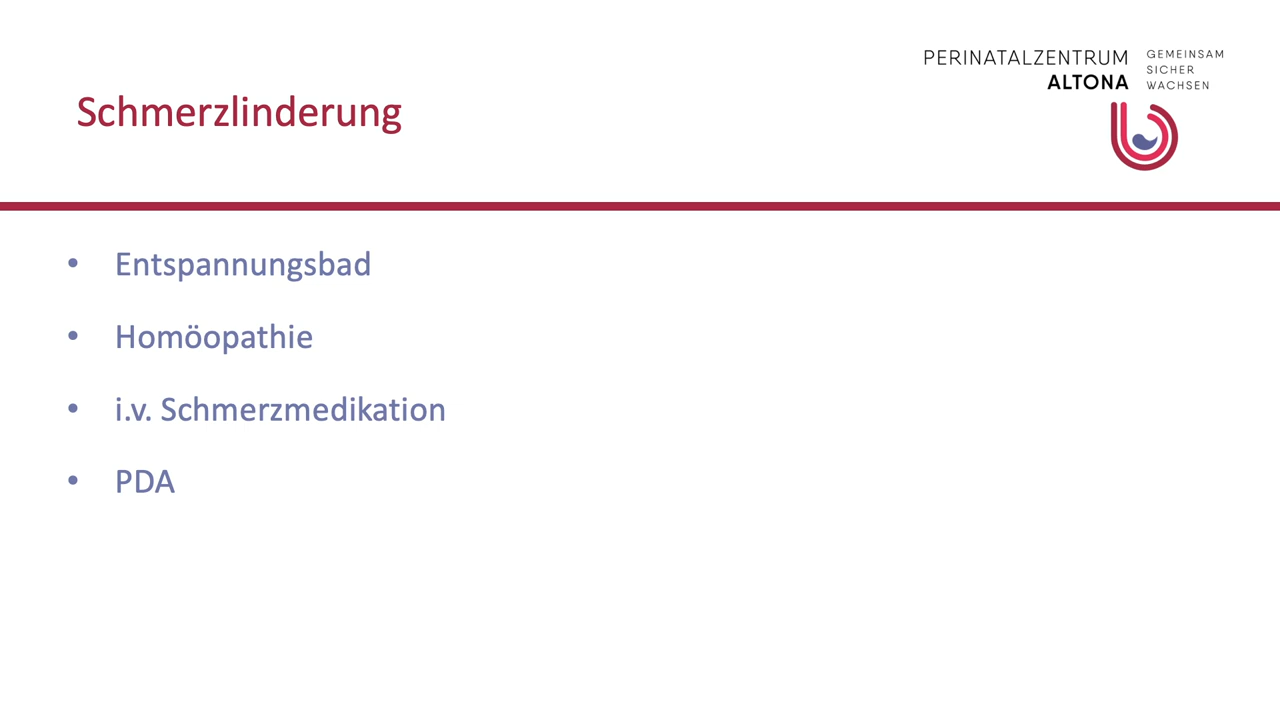 PERINATALZENTRUM
ALTONA
GEMEINSAM
SICHER
WACHSEN
Schmerzlinderung
• Entspannungsbad
• Homöopathie
• i.v. Schmerzmedikation
• PDA